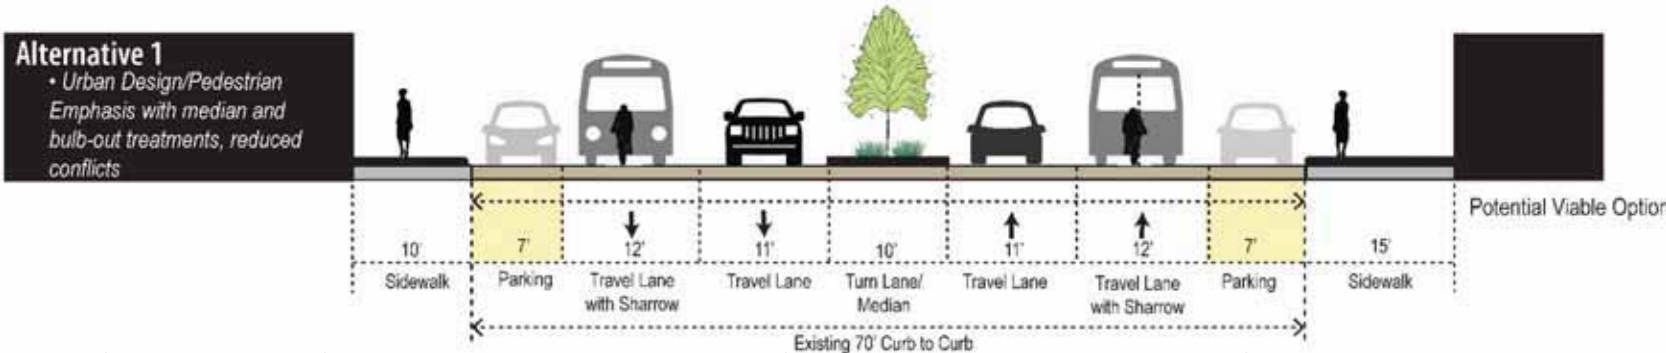 Alternative 1
• Urban Design/Pedestrian
Emphasis with median and
bulb-out treatments, reduced
conflicts
Potential Viable Option
10' 7' 12' 11' 10' 11' 12' 7' 15'
Sidewalk Parking Travel Lane Travel Lane Turn Lane/ Travel Lane Travel Lane Parking Sidewalk
with Sharrow Median with Sharrow
Existing 70' Curb to Curb